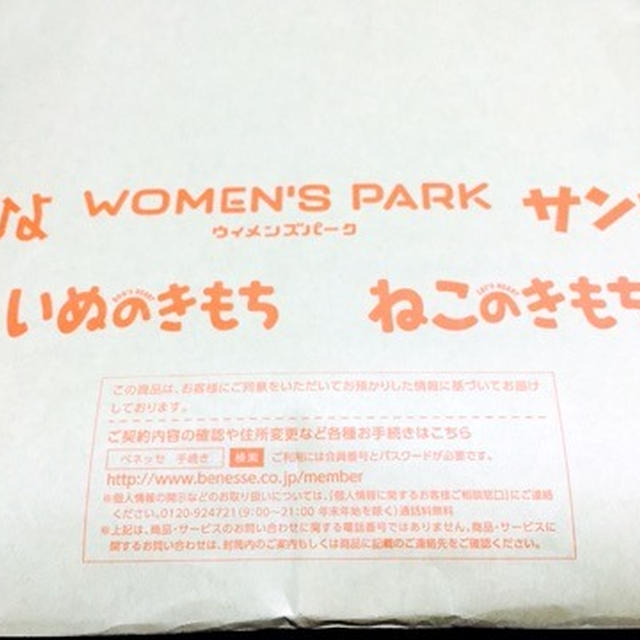 ひよ WOMEN'S PARK サン
ウィメンズパーク
いぬのきもち ねこのきもち
DOG'S HEART CAT'S HEART
この商品は、お客様にご同意をいただいてお預かりした情報に基づいてお届け
しております。
ご契約内容の確認や住所変更など各種お手続きはこちら
ベネッセ 手続き 検索 ご利用には会員番号とパスワードが必要です。
http://www.benesse.co.jp/member
※個人情報の開示などのお取り扱いについては、「個人情報に関するお客様ご相談窓口」にご連絡
ください。0120-924721(9:00〜21:00 年末年始を除く)通話料無料
※上記は、商品・サービスのお問い合わせに関する電話番号ではありません。商品・サービスに
関するお問い合わせは、封筒内のご案内もしくは商品に記載のご連絡先をご確認ください。